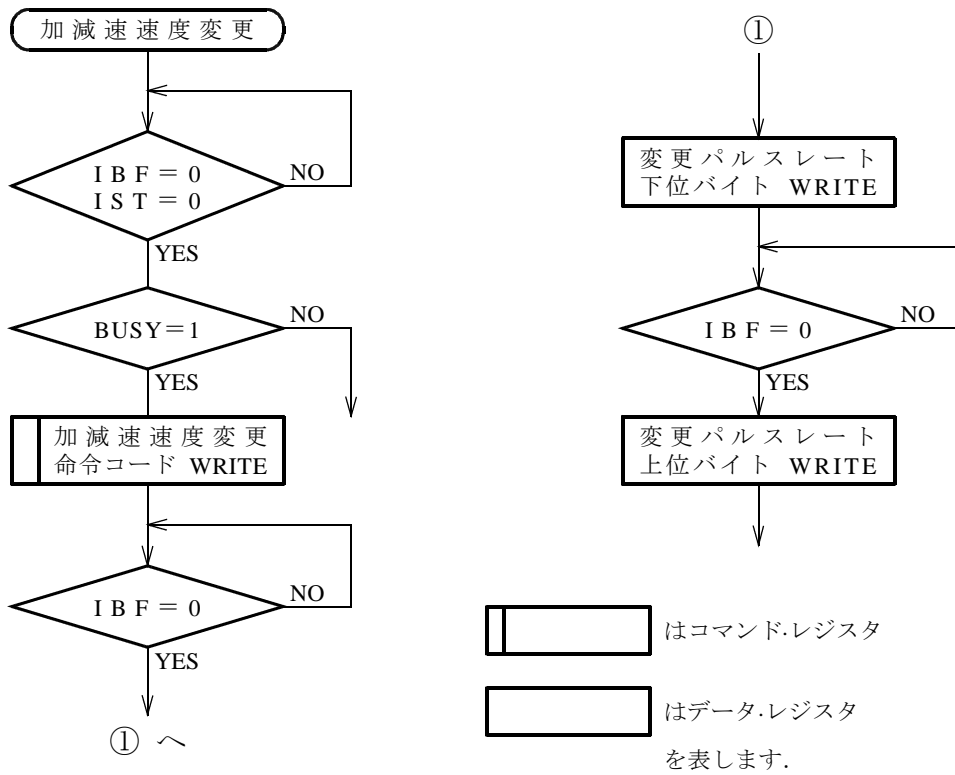 加減速速度変更
IBF=0
IST=0
NO
YES
BUSY=1
NO
YES
加減速速度変更
命令コード WRITE
IBF=0
NO
YES
① へ
①
変更パルスレート
下位バイト WRITE
IBF=0
NO
YES
変更パルスレート
上位バイト WRITE
はコマンド·レジスタ
はデータ·レジスタ
を表します.